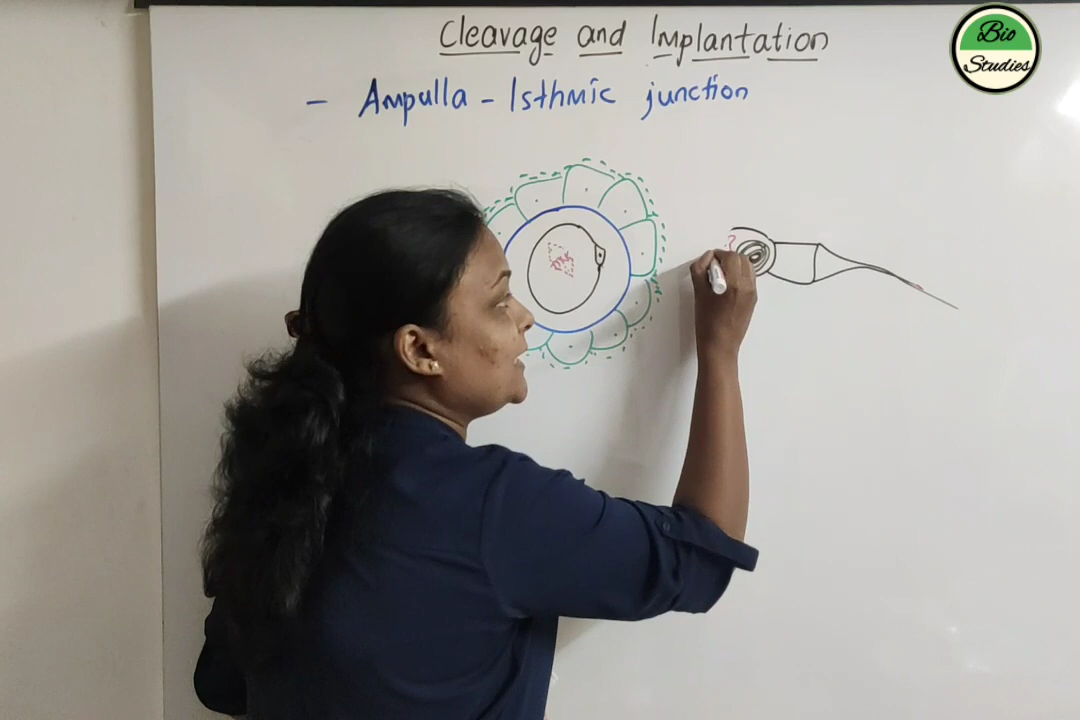 Cleavage and Implantation
Bio
Studies
- Ampulla - Isthmic junction
?